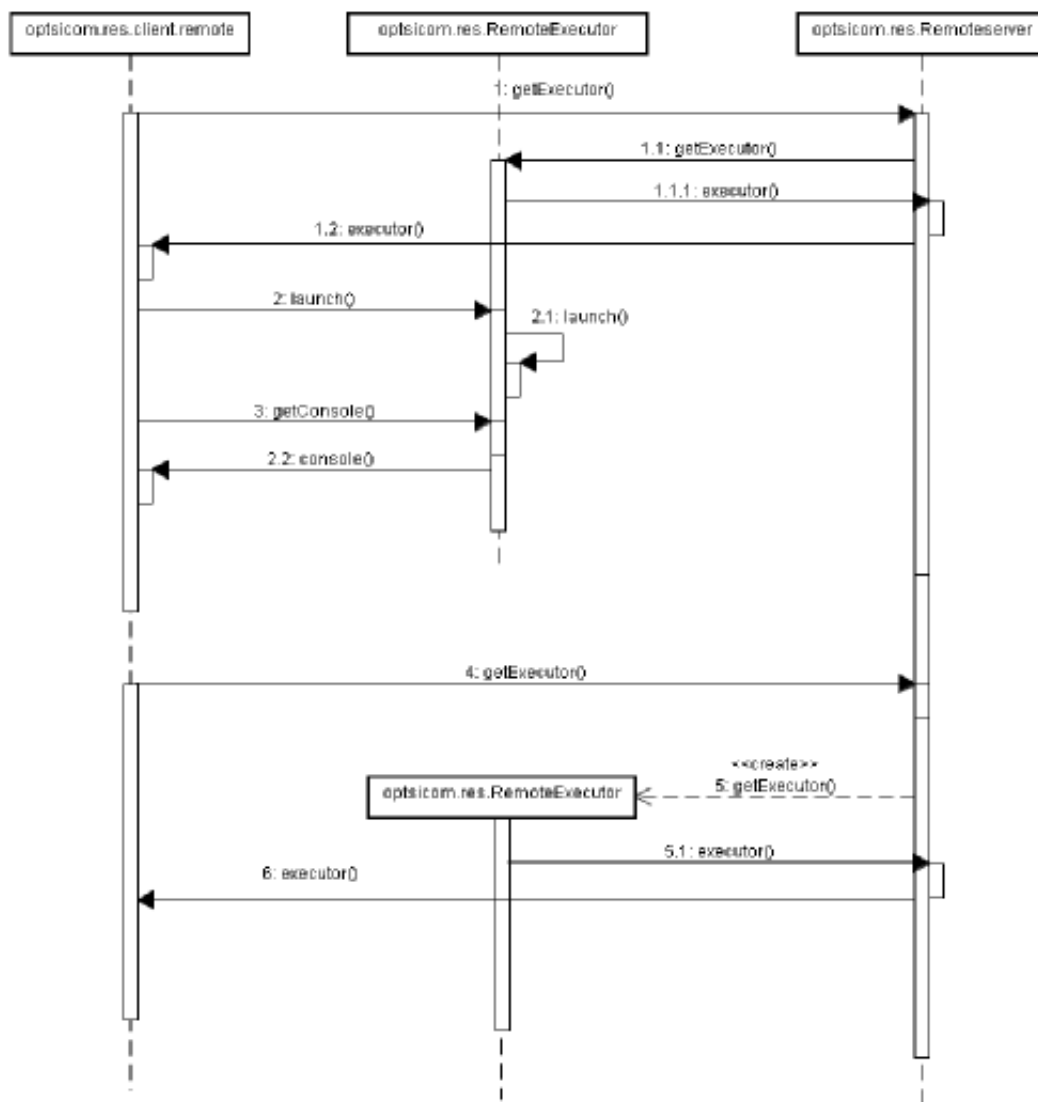 optsicom.res.client.remote
optsicom.res.RemoteExecutor
optsicom.res.Remoteserver
1: getExecutor()
1.1: getExecutor()
1.1.1: executor()
1.2: executor()
2: launch()
2.1: launch()
3: getConsole()
2.2: console()
4: getExecutor()
<<create>>
5: getExecutor()
optsicom.res.RemoteExecutor
5.1: executor()
6: executor()